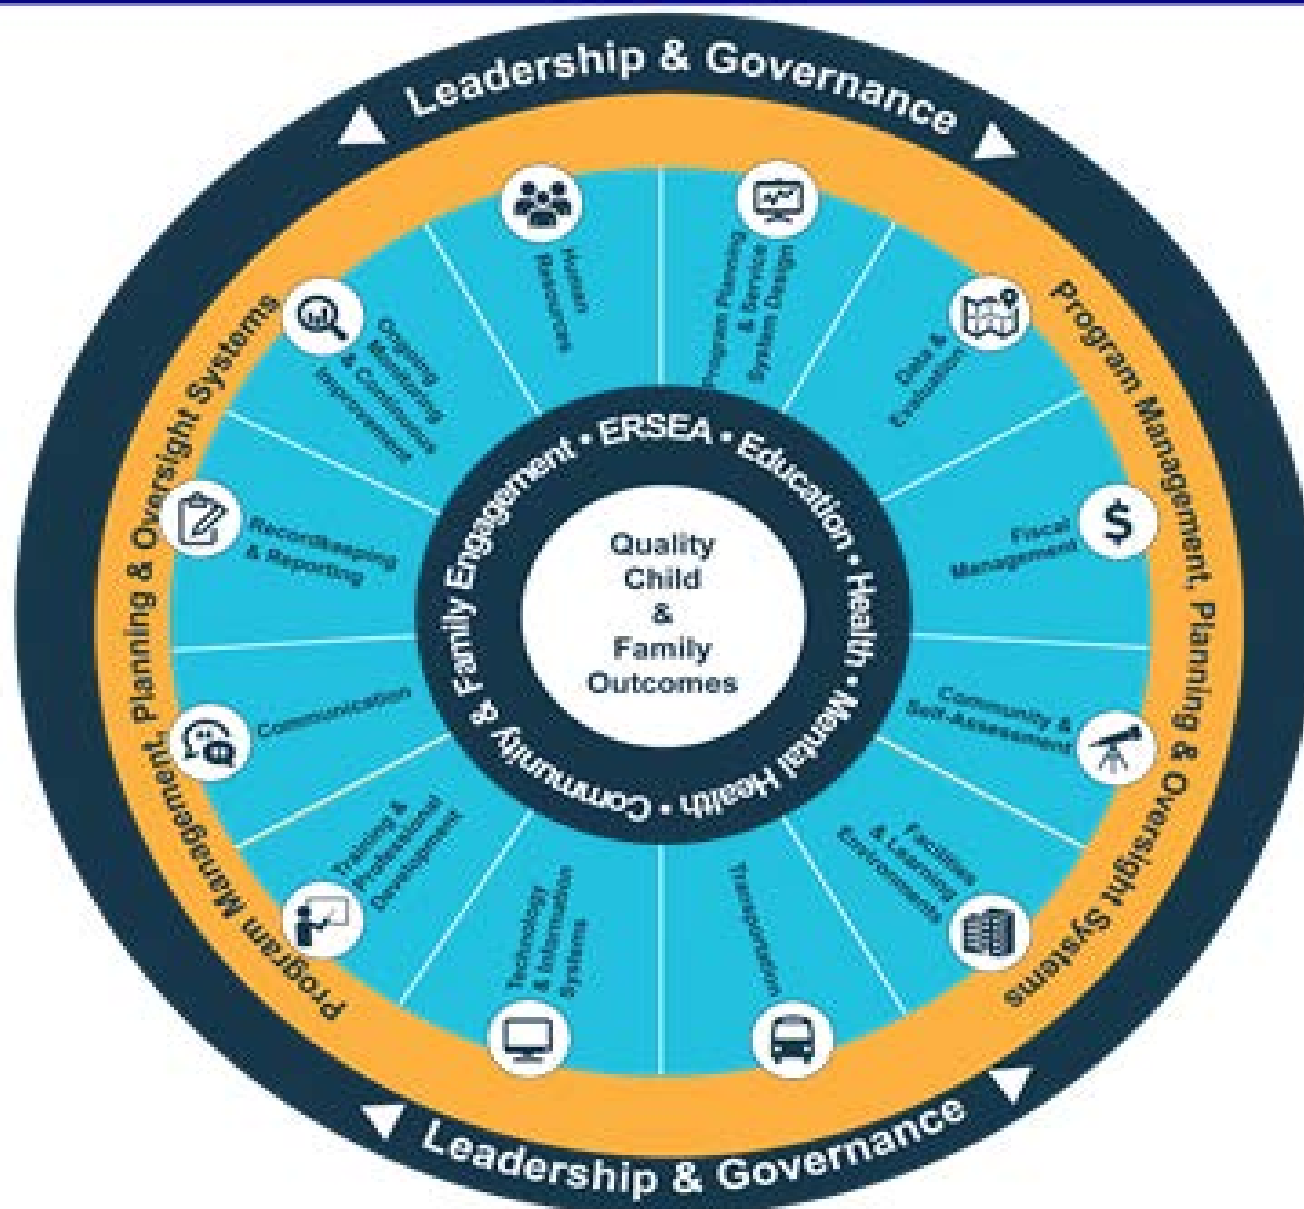 Leadership & Governance
Program Management, Planning & Oversight Systems
Program Management, Planning & Oversight Systems
Program Planning
& Service
System Design
Data &
Evaluation
$
Fiscal
Management
Community &
Self-Assessment
Facilities
& Learning
Environments
Transportation
Technology
& Information
Systems
Training &
Professional
Development
Communication
Recordkeeping
& Reporting
Ongoing
Monitoring
& Continuous
Improvement
Human
Resources
ERSEA • Education • Health • Mental Health • Community & Family Engagement •
Quality
Child
&
Family
Outcomes
Leadership & Governance